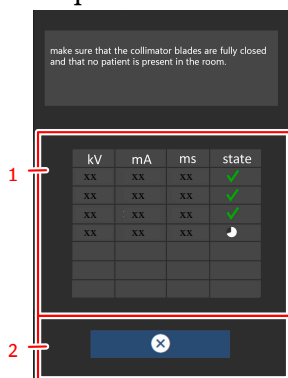 make sure that the collimator blades are fully closed
and that no patient is present in the room.
kV mA ms state
xx xx xx
xx xx xx
xx xx xx
xx xx xx
1
2